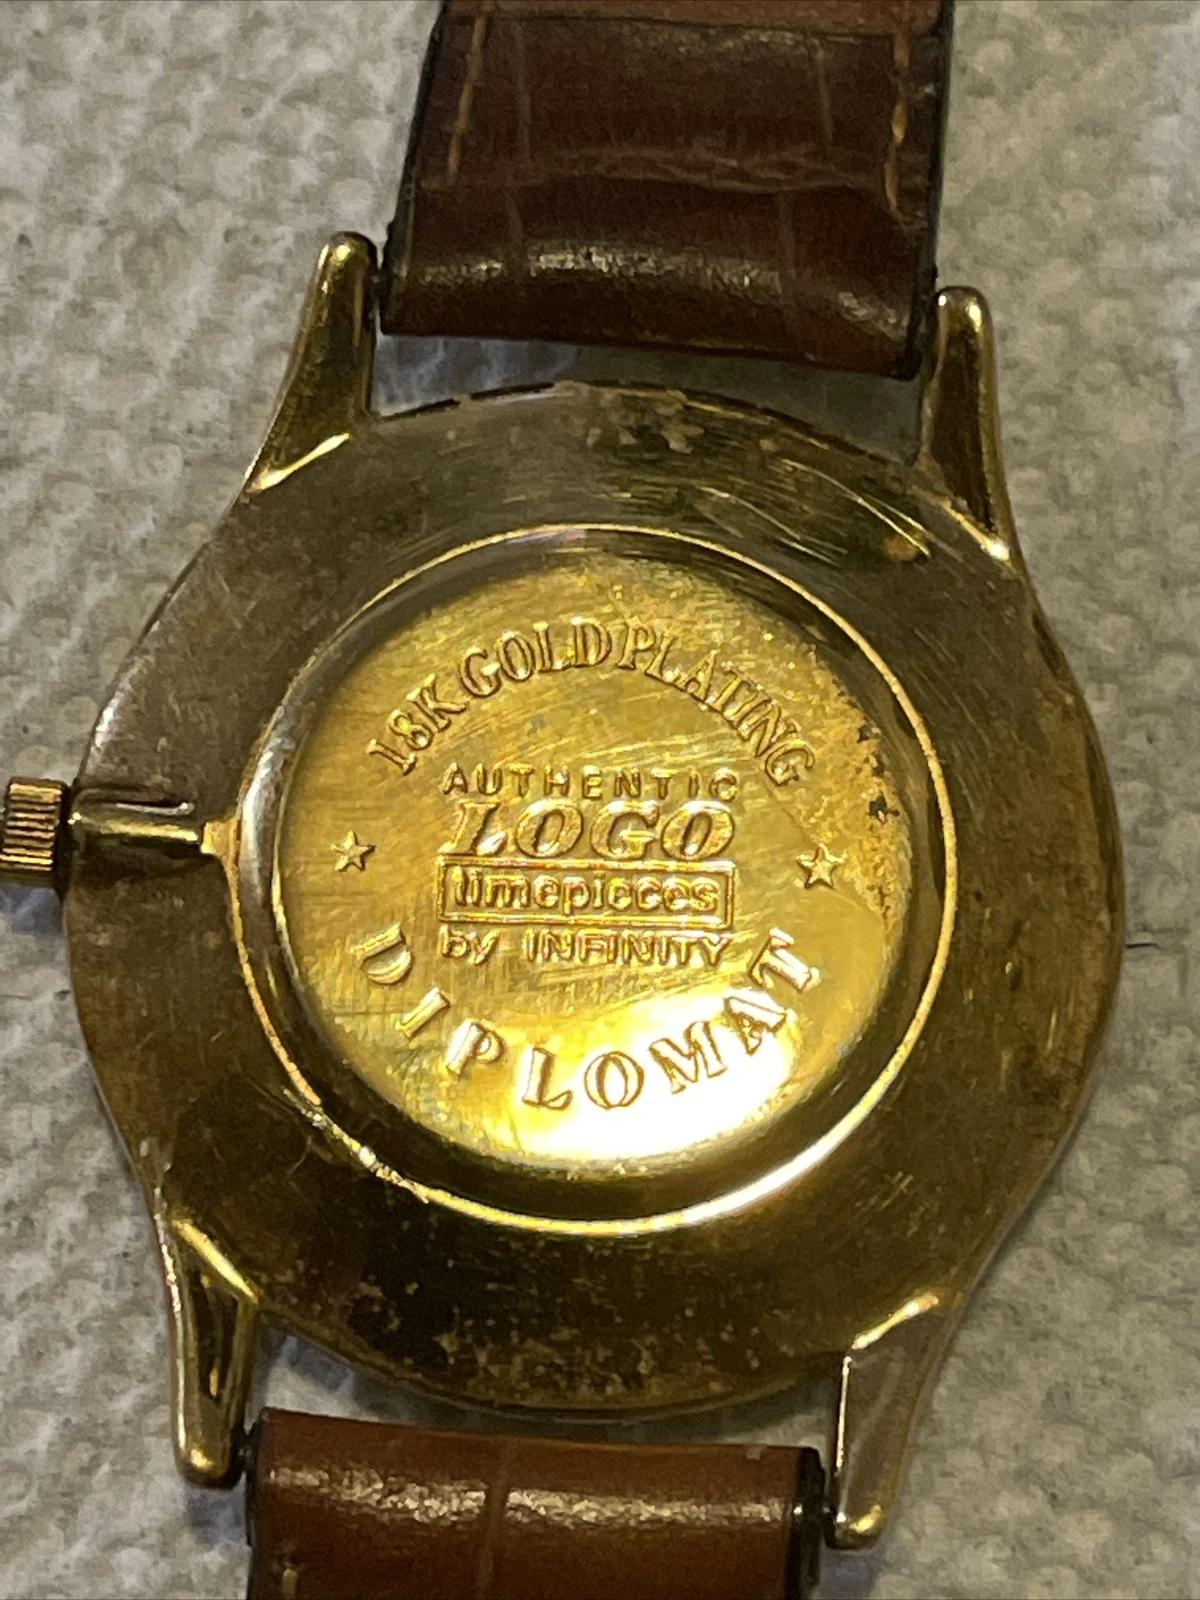 18K GOLD PLATING
AUTHENTIC
LOGO
timepieces
by INFINITY
DIPLOMAT